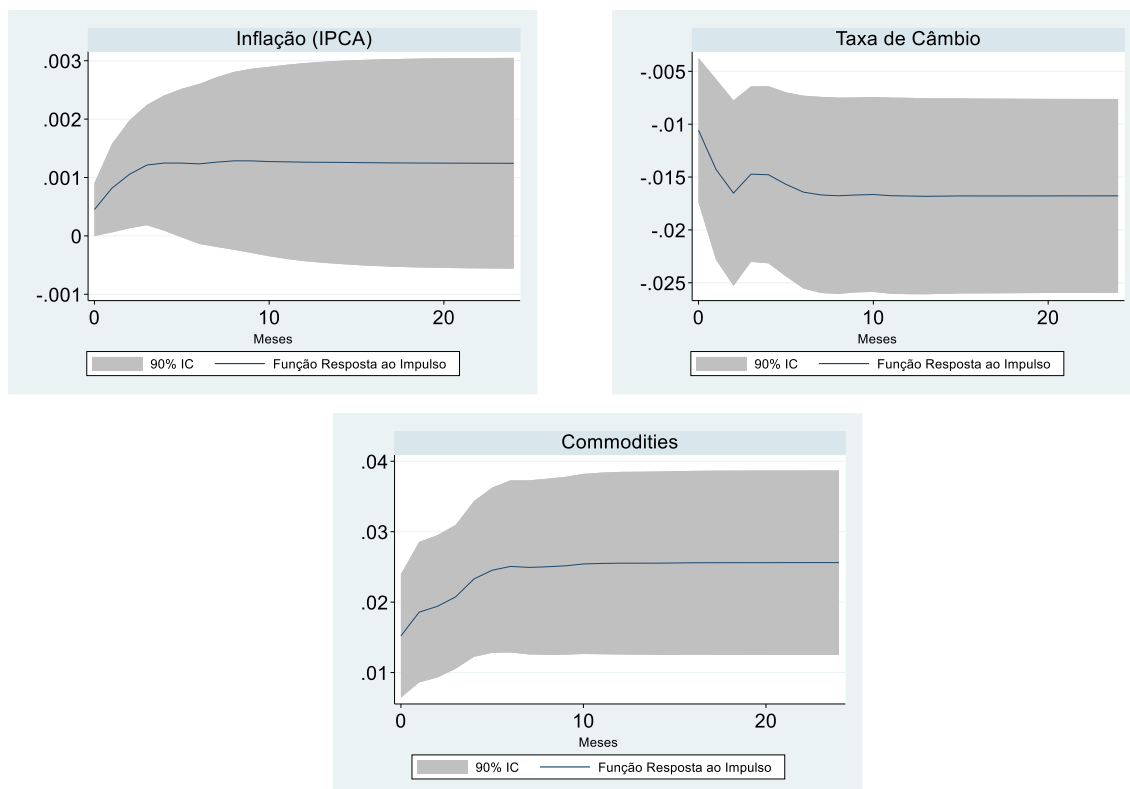 Inflação (IPCA)
.003
.002
.001
0
-.001
0 10 20
Meses
90% IC Função Resposta ao Impulso
Taxa de Câmbio
-.005
-.01
-.015
-.02
-.025
0 10 20
Meses
90% IC Função Resposta ao Impulso
Commodities
.04
.03
.02
.01
0 10 20
Meses
90% IC Função Resposta ao Impulso